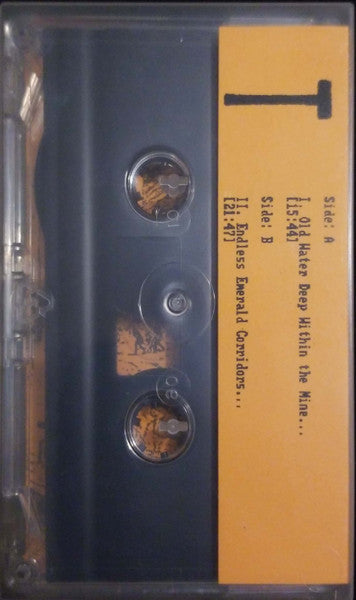 Side: A
I. Old Water Deep Within the Mine...
[15:44]
Side: B
II. Endless Emerald Corridors...
[21:47]